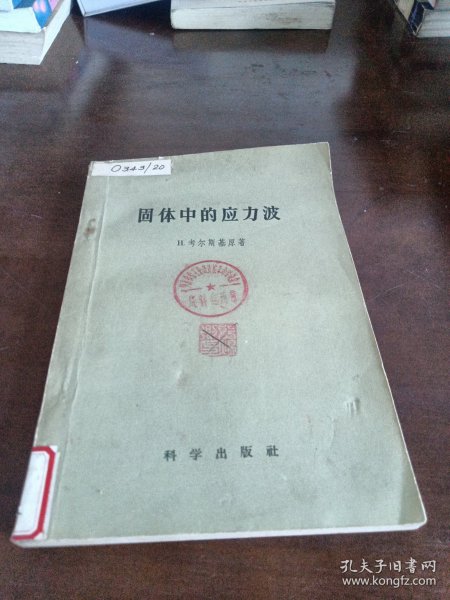 O343/20
固体中的应力波
H.考尔斯基原著
科学出版社
孔夫子旧书网
www.kongfz.com